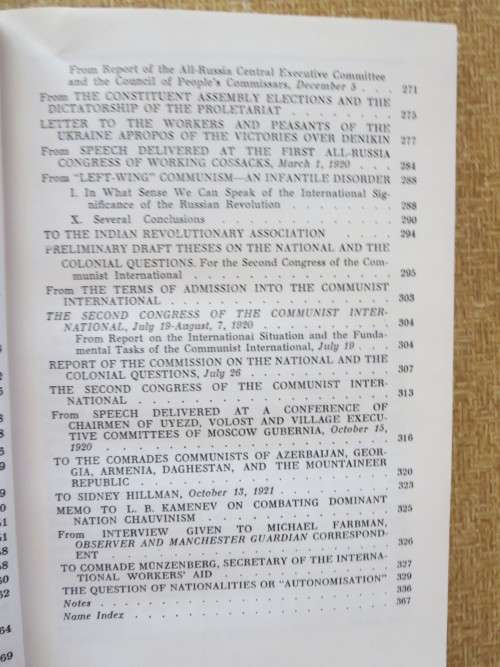 From Report of the All-Russia Central Executive Committee
and the Council of People's Commissars, December 5 . . . 271
From THE CONSTITUENT ASSEMBLY ELECTIONS AND THE
DICTATORSHIP OF THE PROLETARIAT . . . . . . . . 275
LETTER TO THE WORKERS AND PEASANTS OF THE
UKRAINE APROPOS OF THE VICTORIES OVER DENIKIN 277
From SPEECH DELIVERED AT THE FIRST ALL-RUSSIA
CONGRESS OF WORKING COSSACKS, March 1, 1920 . . . 284
From "LEFT-WING" COMMUNISM—AN INFANTILE DISORDER 288
I. In What Sense We Can Speak of the International Sig-
nificance of the Russian Revolution . . . . . . . . 288
X. Several Conclusions . . . . . . . . . . . . 290
TO THE INDIAN REVOLUTIONARY ASSOCIATION . . . . 294
PRELIMINARY DRAFT THESES ON THE NATIONAL AND THE
COLONIAL QUESTIONS. For the Second Congress of the Com-
munist International . . . . . . . . . . . . . 295
From THE TERMS OF ADMISSION INTO THE COMMUNIST
INTERNATIONAL . . . . . . . . . . . . . . 303
THE SECOND CONGRESS OF THE COMMUNIST INTER-
NATIONAL, July 19-August, 7, 1920 . . . . . . . . 304
From Report on the International Situation and the Funda-
mental Tasks of the Communist International, July 19 . . 304
REPORT OF THE COMMISSION ON THE NATIONAL AND THE
COLONIAL QUESTIONS, July 26 . . . . . . . . . . 307
THE SECOND CONGRESS OF THE COMMUNIST INTER-
NATIONAL . . . . . . . . . . . . . . . . 313
From SPEECH DELIVERED AT A CONFERENCE OF
CHAIRMEN OF UYEZD, VOLOST AND VILLAGE EXECU-
TIVE COMMITTEES OF MOSCOW GUBERNIA, October 15,
1920 . . . . . . . . . . . . . . . . . . 316
TO THE COMRADES COMMUNISTS OF AZERBAIJAN, GEOR-
GIA, ARMENIA, DAGHESTAN, AND THE MOUNTAINEER
REPUBLIC . . . . . . . . . . . . . . . . 320
TO SIDNEY HILLMAN, October 13, 1921 . . . . . . . 323
MEMO TO L. B. KAMENEV ON COMBATING DOMINANT
NATION CHAUVINISM . . . . . . . . . . . . . 325
From INTERVIEW GIVEN TO MICHAEL FARBMAN,
OBSERVER AND MANCHESTER GUARDIAN CORRESPOND-
ENT . . . . . . . . . . . . . . . . . . 326
TO COMRADE MÜNZENBERG, SECRETARY OF THE INTERNA-
TIONAL WORKERS' AID . . . . . . . . . . . . 327
THE QUESTION OF NATIONALITIES OR "AUTONOMISATION" 329
Notes . . . . . . . . . . . . . . . . . . 336
Name Index . . . . . . . . . . . . . . . . 367